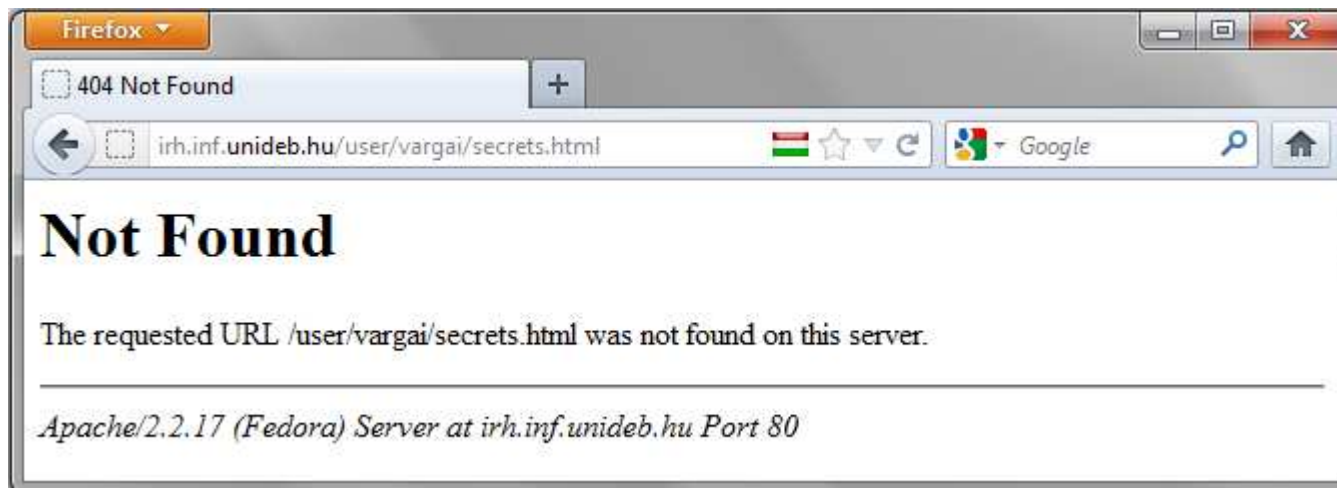 Firefox
404 Not Found
irh.inf.unideb.hu/user/vargai/secrets.html
Google
Not Found
The requested URL /user/vargai/secrets.html was not found on this server.
Apache/2.2.17 (Fedora) Server at irh.inf.unideb.hu Port 80